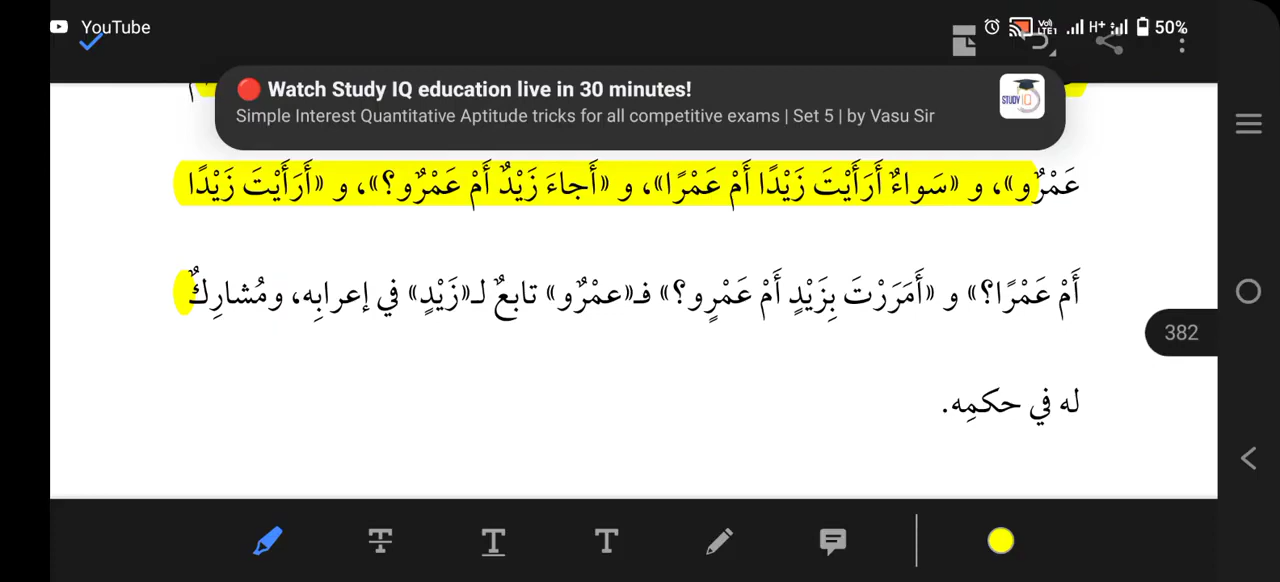 YouTube
Vo) LTE1 H+ 50%
🔴 Watch Study IQ education live in 30 minutes!
Simple Interest Quantitative Aptitude tricks for all competitive exams | Set 5 | by Vasu Sir
STUDY IQ
عَمْرٌو»، و «سَواءٌ أَرَأَيْتَ زَيْدًا أَمْ عَمْرًا»، و «أَجاءَ زَيْدٌ أَمْ عَمْرٌو؟»، و «أَرَأَيْتَ زَيْدًا
أَمْ عَمْرًا؟» و «أَمَرَرْتَ بِزَيْدٍ أَمْ عَمْرٍو؟» فـ«عمْرٌو» تابعٌ لـ«زَيْدٍ» في إعرابِه، ومُشارِكٌ
382
له في حكمِه.